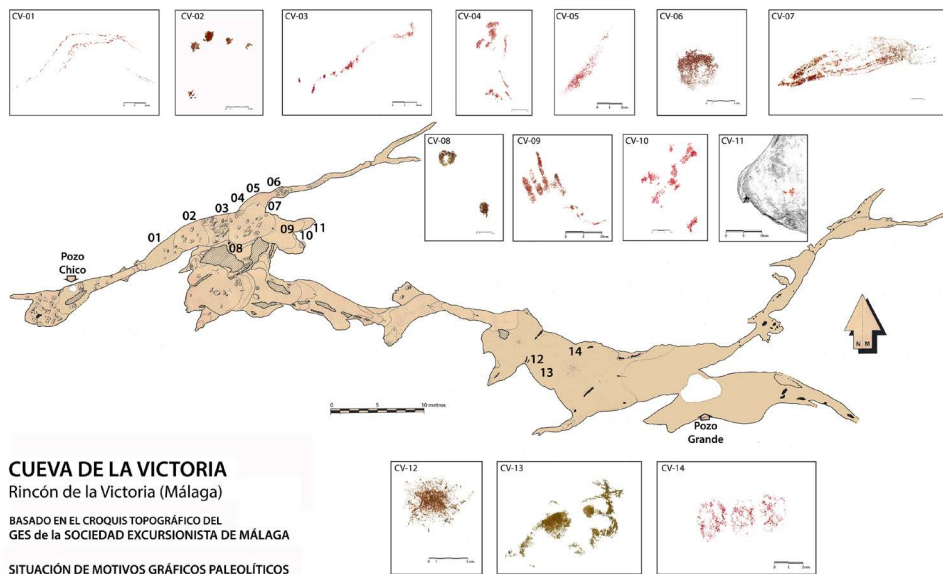 CV-01
CV-02
CV-03
CV-04
CV-05
CV-06
CV-07
CV-08
CV-09
CV-10
CV-11
01
02
03
04
05
06
07
08
09
10
11
Pozo
Chico
12
13
14
N M
0 5 10 metros
Pozo
Grande
CUEVA DE LA VICTORIA
Rincón de la Victoria (Málaga)
BASADO EN EL CROQUIS TOPOGRÁFICO DEL
GES de la SOCIEDAD EXCURSIONISTA DE MÁLAGA
SITUACIÓN DE MOTIVOS GRÁFICOS PALEOLÍTICOS
CV-12
CV-13
CV-14